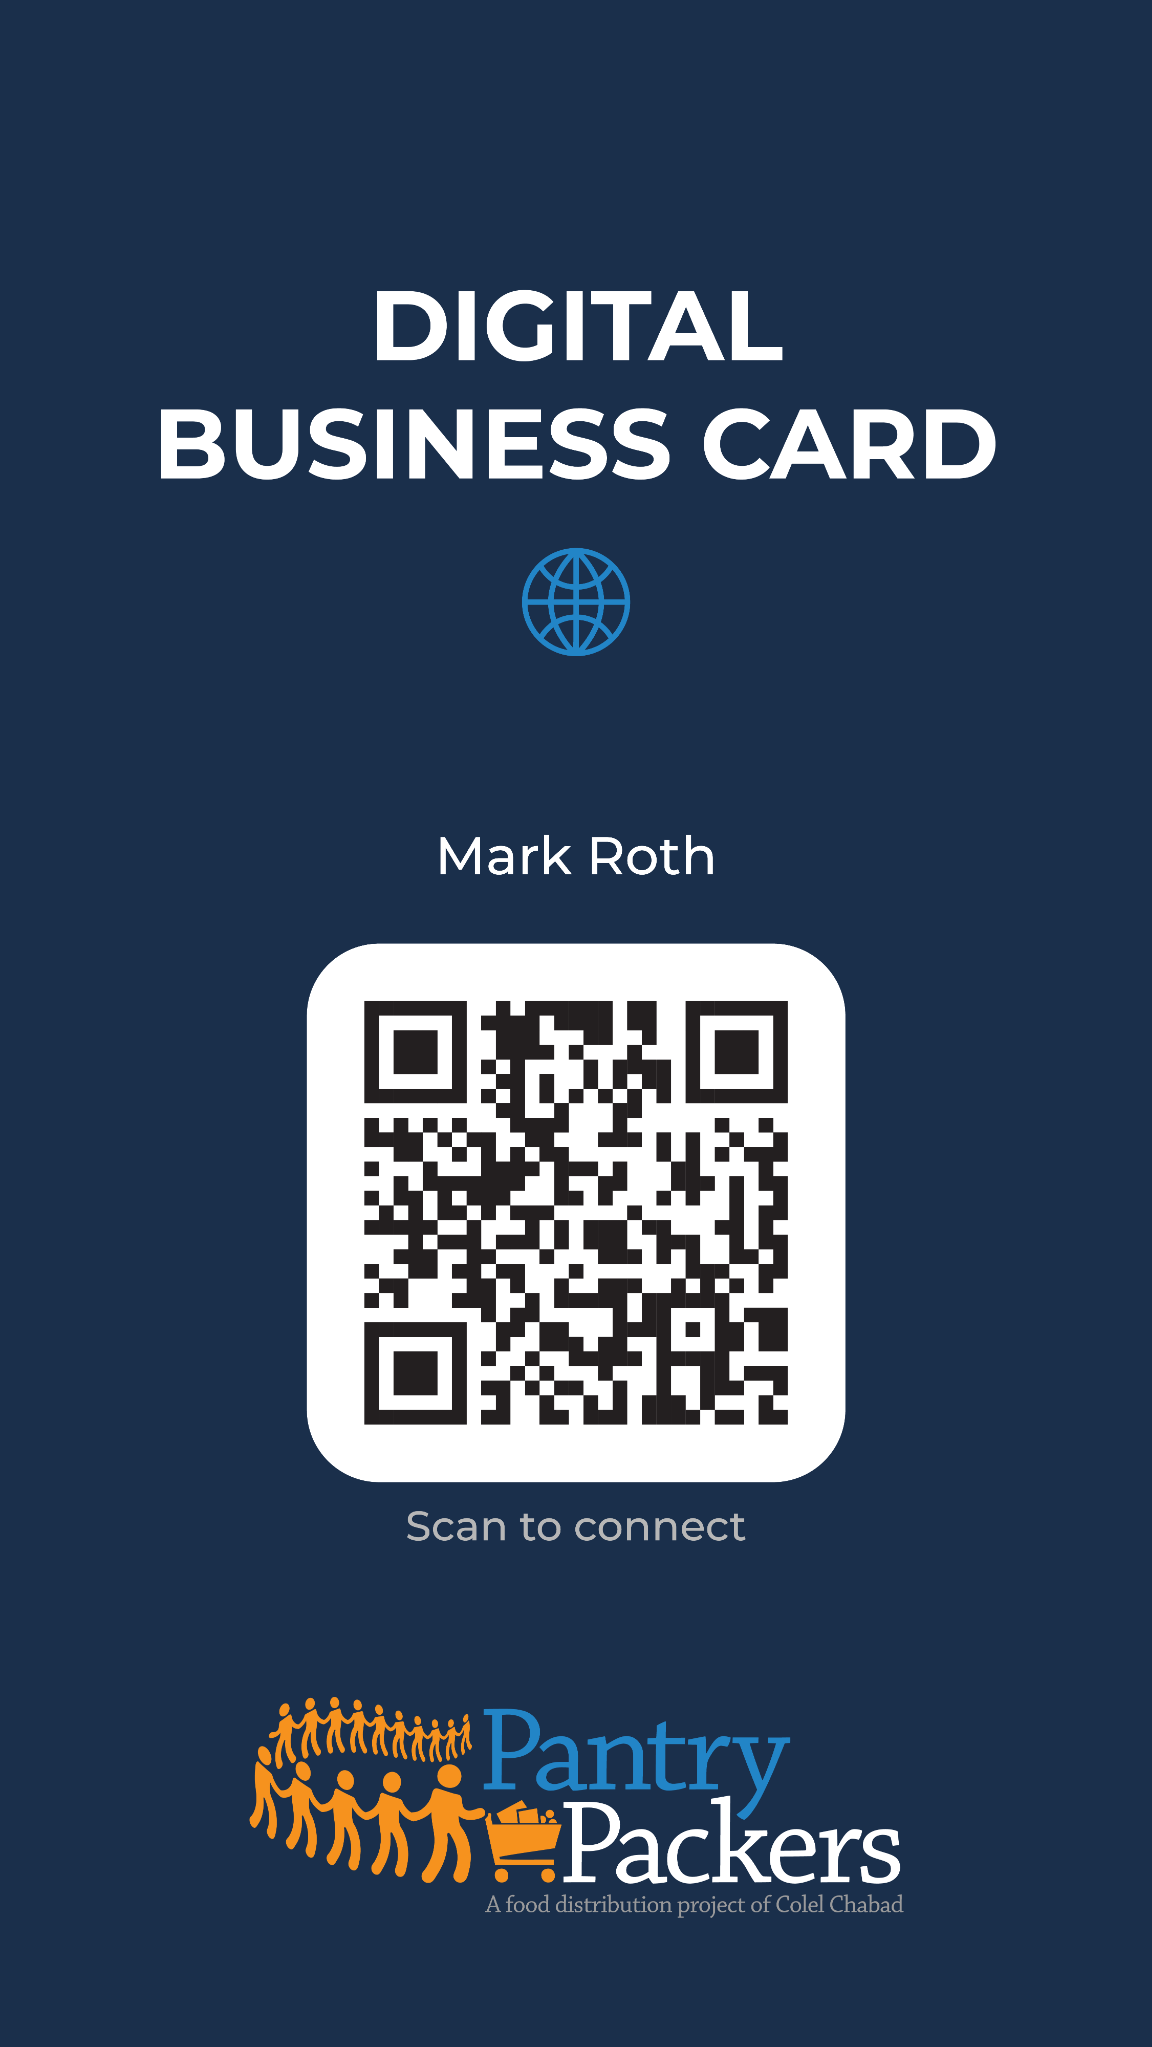 DIGITAL
BUSINESS CARD
Mark Roth
Scan to connect
Pantry
Packers
A food distribution project of Colel Chabad